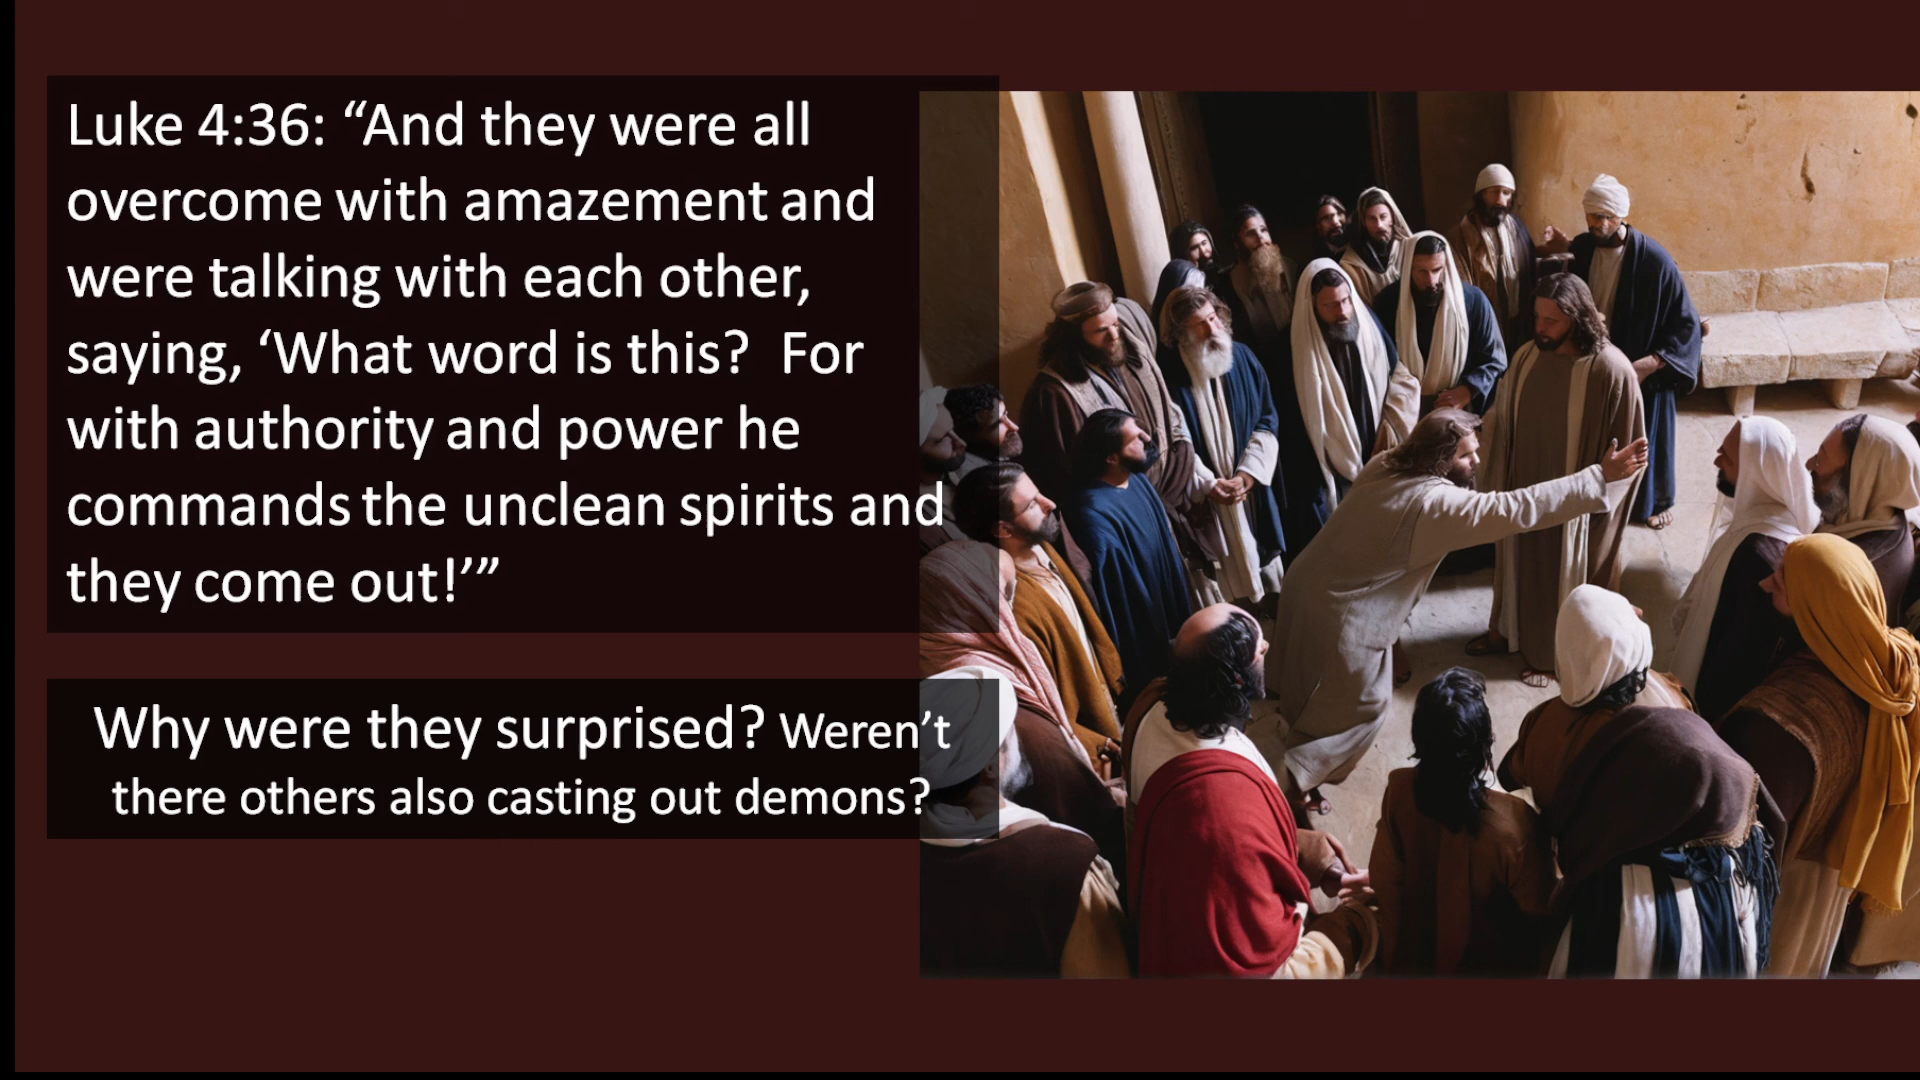 Luke 4:36: “And they were all
overcome with amazement and
were talking with each other,
saying, ‘What word is this?  For
with authority and power he
commands the unclean spirits and
they come out!’”
Why were they surprised? Weren’t
there others also casting out demons?